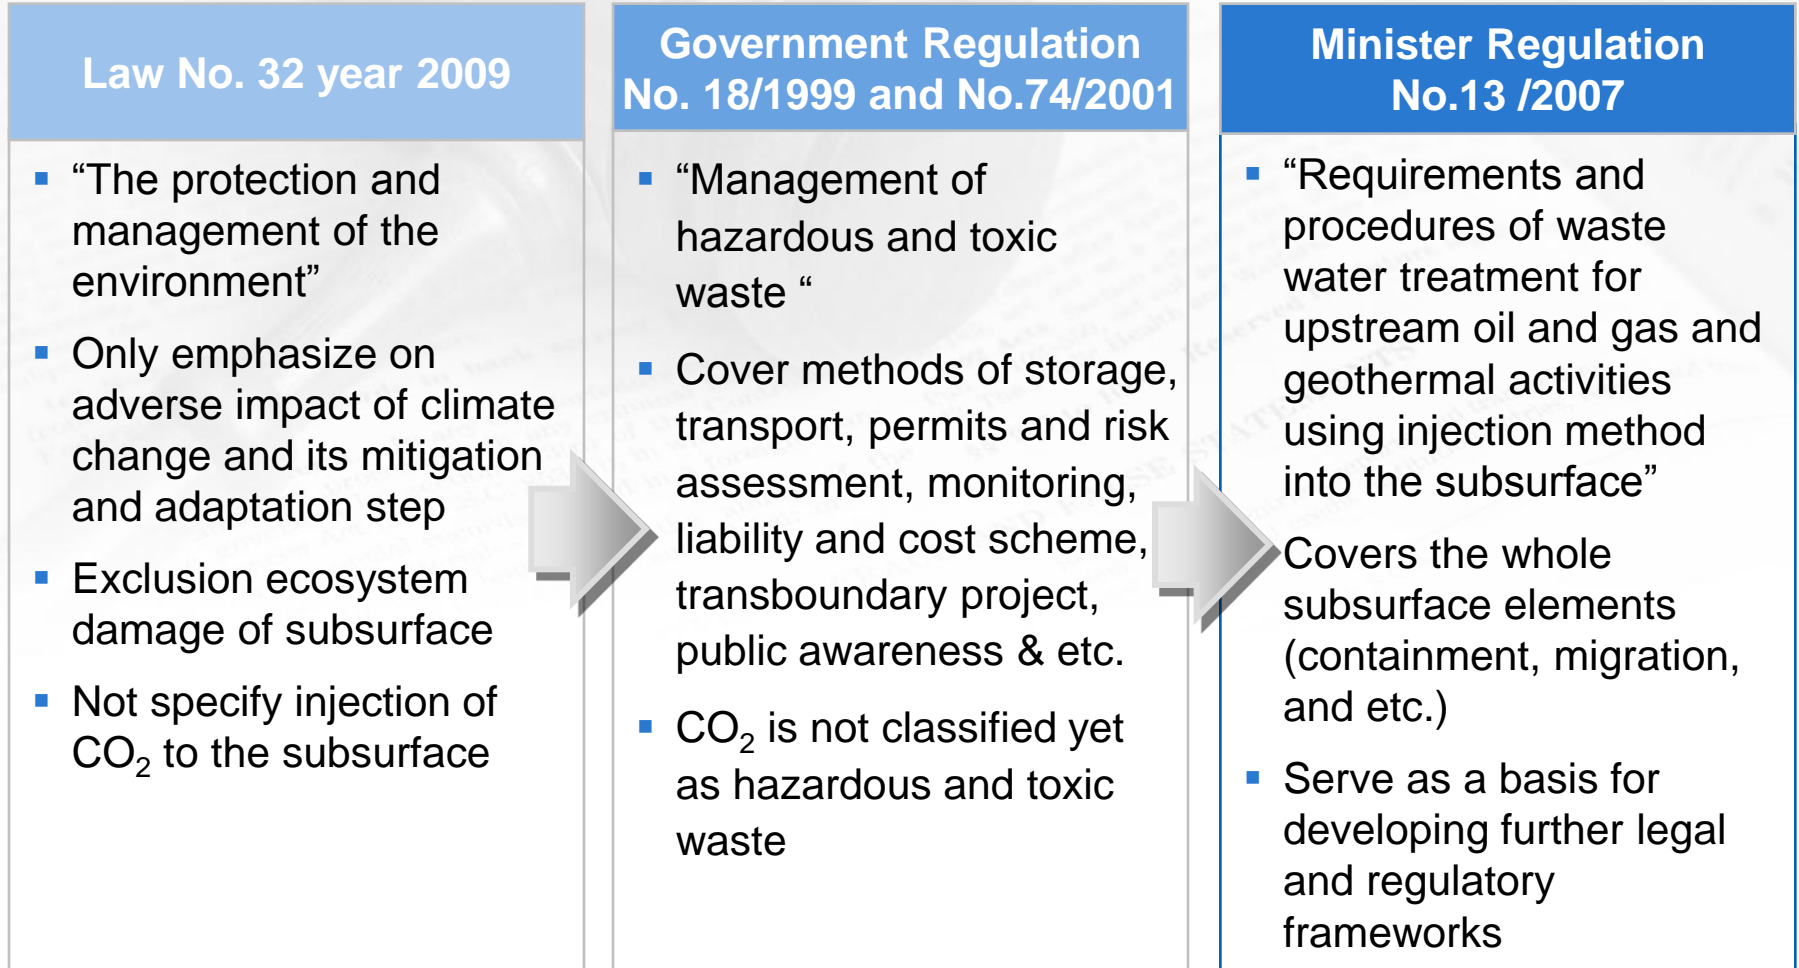 Law No. 32 year 2009
▪ “The protection and
management of the
environment”
▪ Only emphasize on
adverse impact of climate
change and its mitigation
and adaptation step
▪ Exclusion ecosystem
damage of subsurface
▪ Not specify injection of
CO₂ to the subsurface
Government Regulation
No. 18/1999 and No.74/2001
▪ “Management of
hazardous and toxic
waste “
▪ Cover methods of storage,
transport, permits and risk
assessment, monitoring,
liability and cost scheme,
transboundary project,
public awareness & etc.
▪ CO₂ is not classified yet
as hazardous and toxic
waste
Minister Regulation
No.13 /2007
▪ “Requirements and
procedures of waste
water treatment for
upstream oil and gas and
geothermal activities
using injection method
into the subsurface”
Covers the whole
subsurface elements
(containment, migration,
and etc.)
▪ Serve as a basis for
developing further legal
and regulatory
frameworks